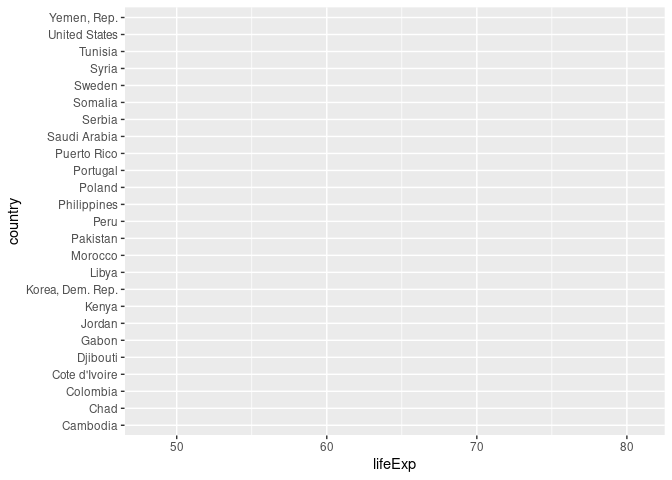 Yemen, Rep.
United States
Tunisia
Syria
Sweden
Somalia
Serbia
Saudi Arabia
Puerto Rico
Portugal
Poland
Philippines
Peru
Pakistan
Morocco
Libya
Korea, Dem. Rep.
Kenya
Jordan
Gabon
Djibouti
Cote d'Ivoire
Colombia
Chad
Cambodia
country
50 60 70 80
lifeExp